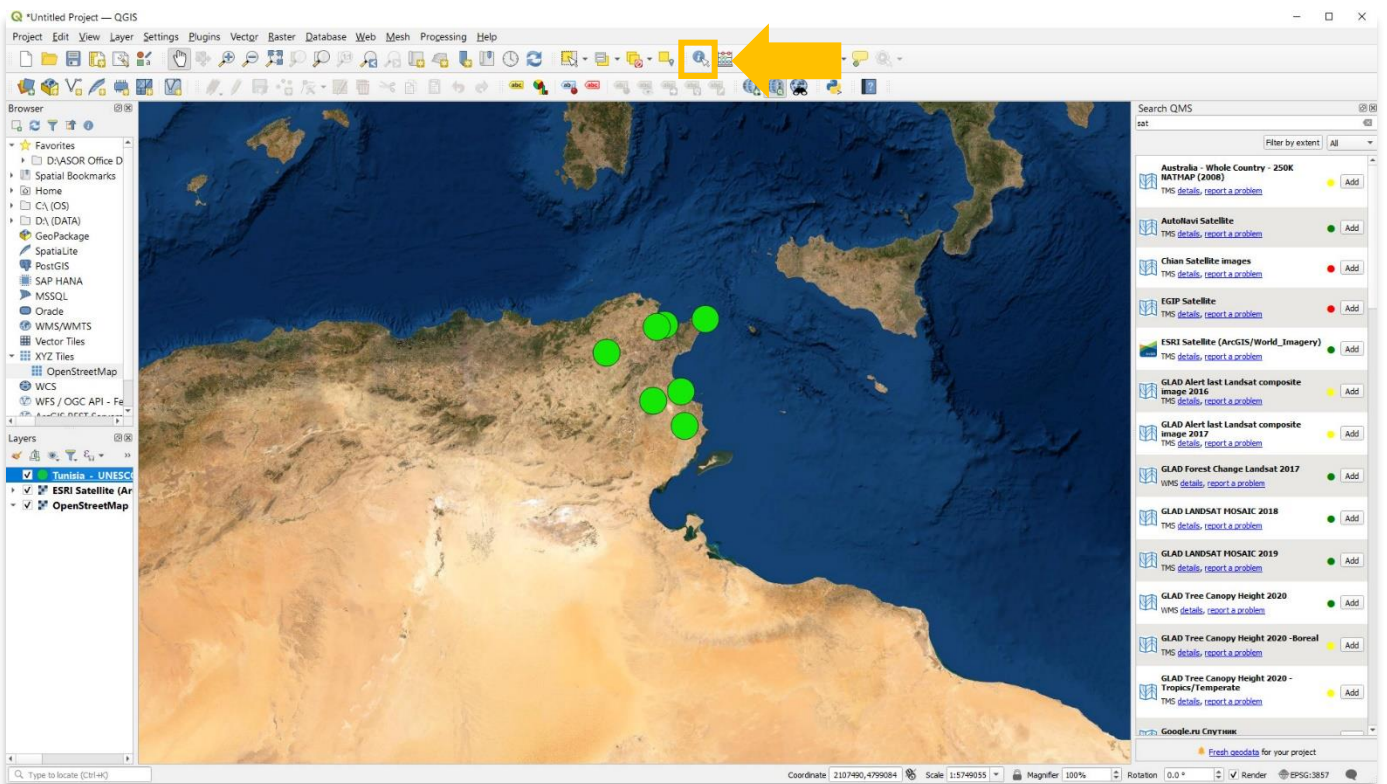 *Untitled Project — QGIS
Project Edit View Layer Settings Plugins Vector Raster Database Web Mesh Processing Help
abc
abc
abc
Browser
Favorites
D:\ASOR Office D
Spatial Bookmarks
Home
C:\ (OS)
D:\ (DATA)
GeoPackage
SpatiaLite
PostGIS
SAP HANA
MSSQL
Oracle
WMS/WMTS
Vector Tiles
XYZ Tiles
OpenStreetMap
WCS
WFS / OGC API - Fe
Layers
Tunisia - UNESC
ESRI Satellite (Ar
OpenStreetMap
Search QMS
sat
Filter by extent All
Australia - Whole Country - 250K
NATMAP (2008)
TMS details, report a problem
Add
AutoNavi Satellite
TMS details, report a problem
Add
Chian Satellite images
TMS details, report a problem
Add
EGIP Satellite
TMS details, report a problem
Add
ESRI Satellite (ArcGIS/World_Imagery)
TMS details, report a problem
Add
GLAD Alert last Landsat composite
image 2016
TMS details, report a problem
Add
GLAD Alert last Landsat composite
image 2017
TMS details, report a problem
Add
GLAD Forest Change Landsat 2017
WMS details, report a problem
Add
GLAD LANDSAT MOSAIC 2018
TMS details, report a problem
Add
GLAD LANDSAT MOSAIC 2019
TMS details, report a problem
Add
GLAD Tree Canopy Height 2020
WMS details, report a problem
Add
GLAD Tree Canopy Height 2020 -Boreal
TMS details, report a problem
Add
GLAD Tree Canopy Height 2020 -
Tropics/Temperate
TMS details, report a problem
Add
Google.ru Спутник
Fresh geodata for your project
Type to locate (Ctrl+K)
Coordinate 2107490,4799084 Scale 1:5749055 Magnifier 100% Rotation 0.0 ° Render EPSG:3857